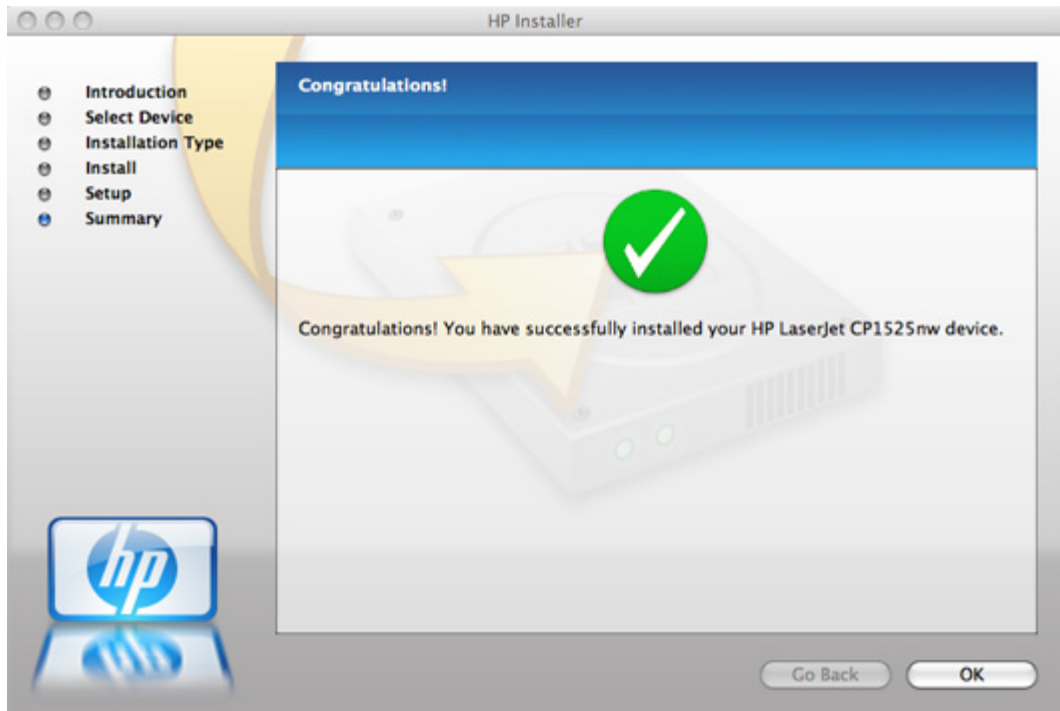 HP Installer
Introduction
Select Device
Installation Type
Install
Setup
Summary
Congratulations!
Congratulations! You have successfully installed your HP LaserJet CP1525nw device.
hp
Go Back
OK